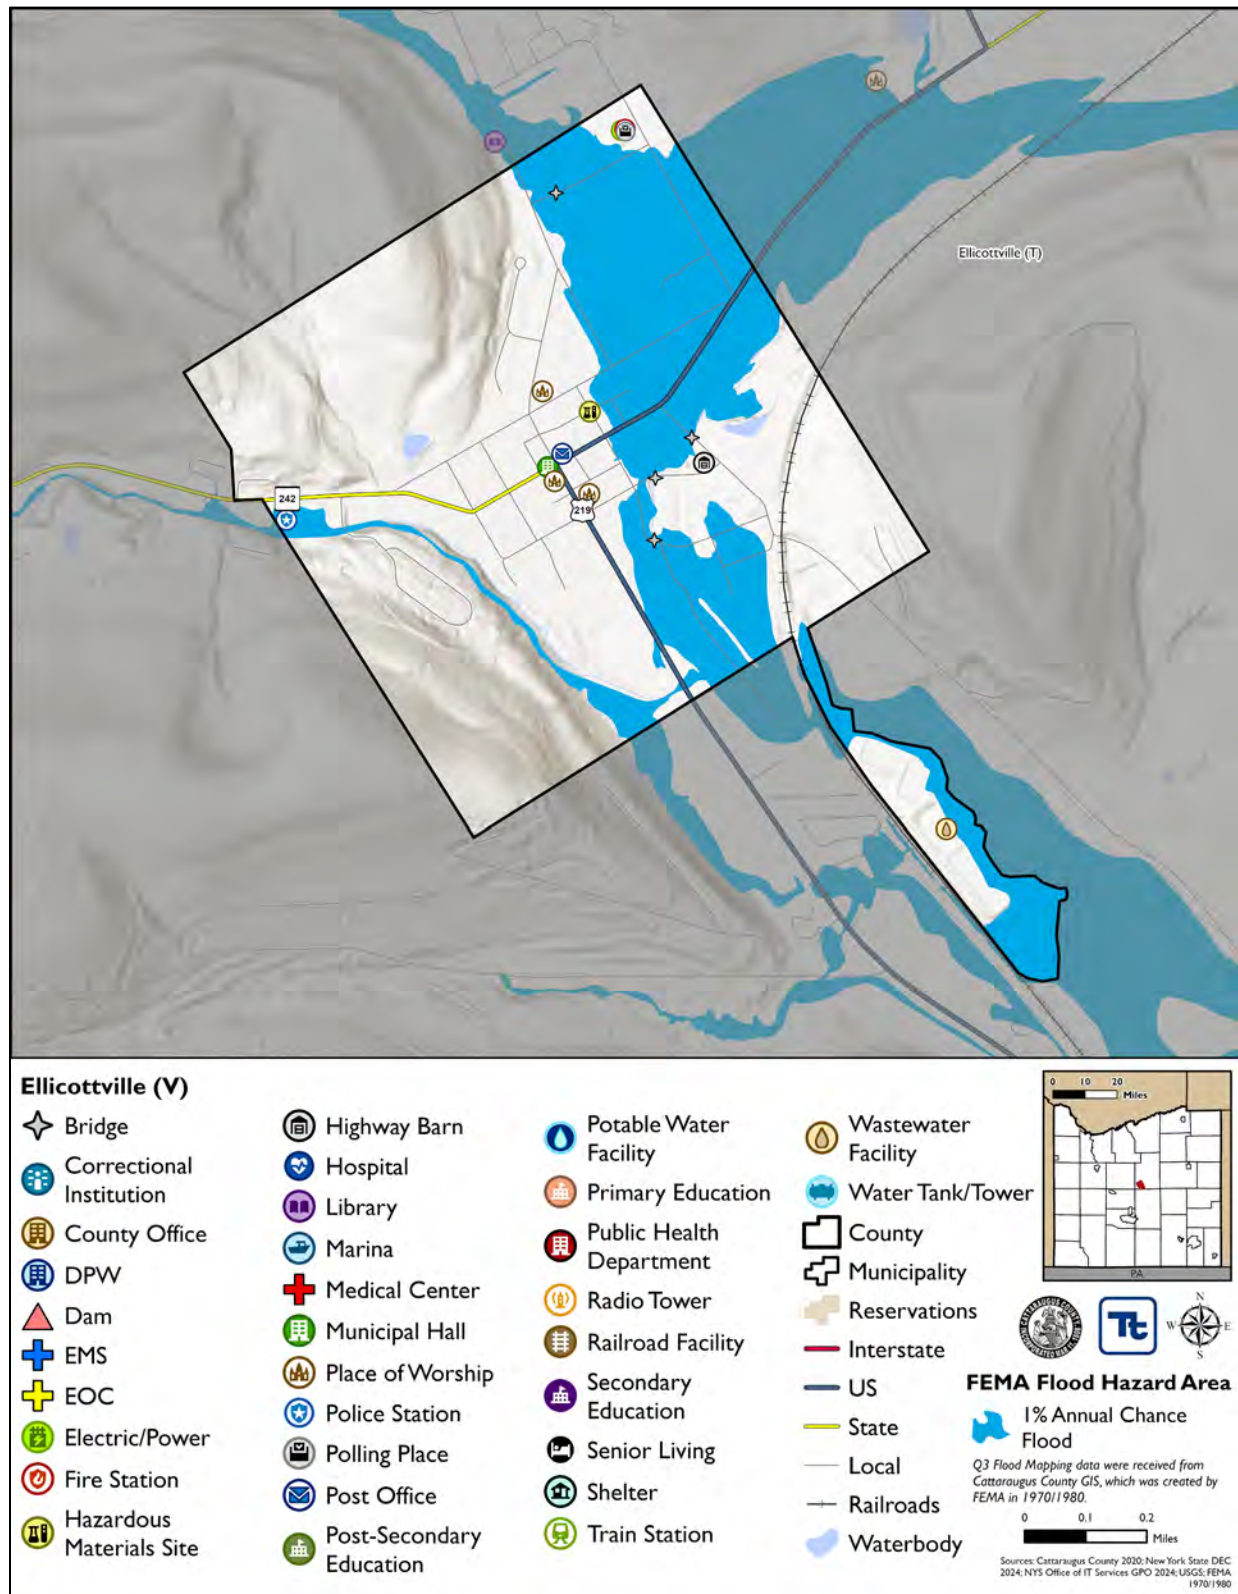 Ellicottville (T)
242
219
Ellicottville (V)
Bridge
Correctional
Institution
County Office
DPW
Dam
EMS
EOC
Electric/Power
Fire Station
Hazardous
Materials Site
Highway Barn
Hospital
Library
Marina
Medical Center
Municipal Hall
Place of Worship
Police Station
Polling Place
Post Office
Post-Secondary
Education
Potable Water
Facility
Primary Education
Public Health
Department
Radio Tower
Railroad Facility
Secondary
Education
Senior Living
Shelter
Train Station
Wastewater
Facility
Water Tank/Tower
County
Municipality
Reservations
Interstate
US
State
Local
Railroads
Waterbody
0 10 20
Miles
PA
CATTARAUGUS COUNTY
Tt
N
W E
S
FEMA Flood Hazard Area
1% Annual Chance
Flood
Q3 Flood Mapping data were received from
Cattaraugus County GIS, which was created by
FEMA in 1970/1980.
0 0.1 0.2
Miles
Sources: Cattaraugus County 2020; New York State DEC
2024; NYS Office of IT Services GPO 2024; USGS; FEMA
1970/1980